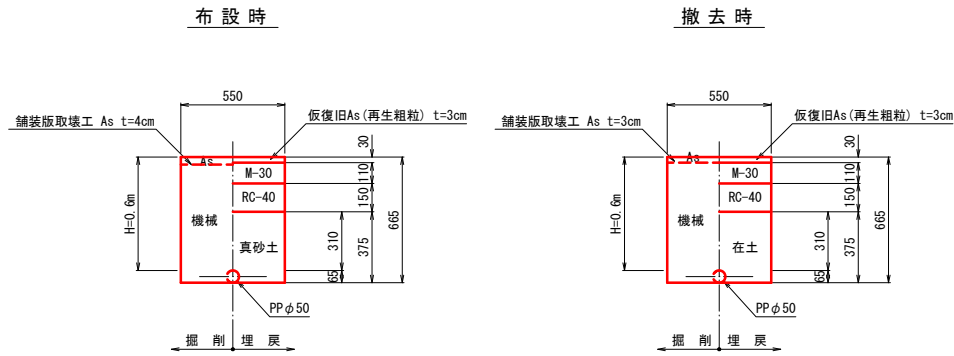 布設時
550
舗装版取壊工 As t=4cm
仮復旧As(再生粗粒) t=3cm
As
30
M-30
110
RC-40
150
H=0.6m
機械
真砂土
310
375
665
65
PPφ50
掘削 埋戻
撤去時
550
舗装版取壊工 As t=3cm
仮復旧As(再生粗粒) t=3cm
As
30
M-30
110
RC-40
150
H=0.6m
機械
在土
310
375
665
65
PPφ50
掘削 埋戻